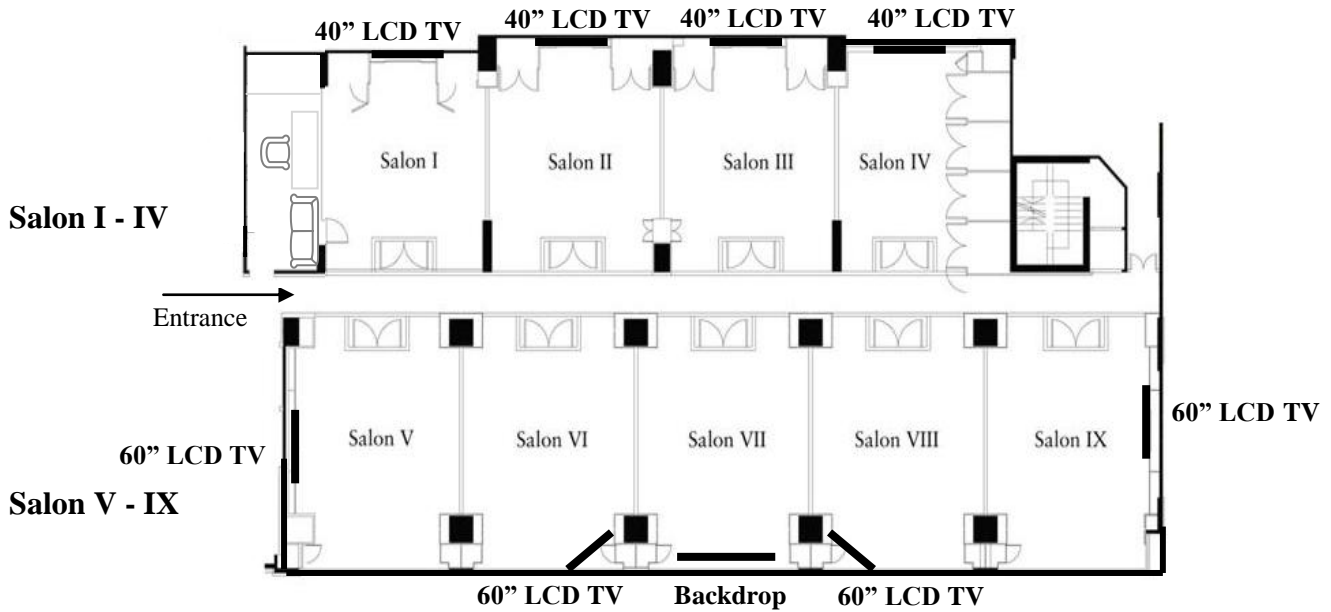 40” LCD TV
40” LCD TV
40” LCD TV
40” LCD TV
Salon I
Salon II
Salon III
Salon IV
Salon I - IV
Entrance
Salon V
Salon VI
Salon VII
Salon VIII
Salon IX
60” LCD TV
60” LCD TV
Salon V - IX
60” LCD TV
Backdrop
60” LCD TV